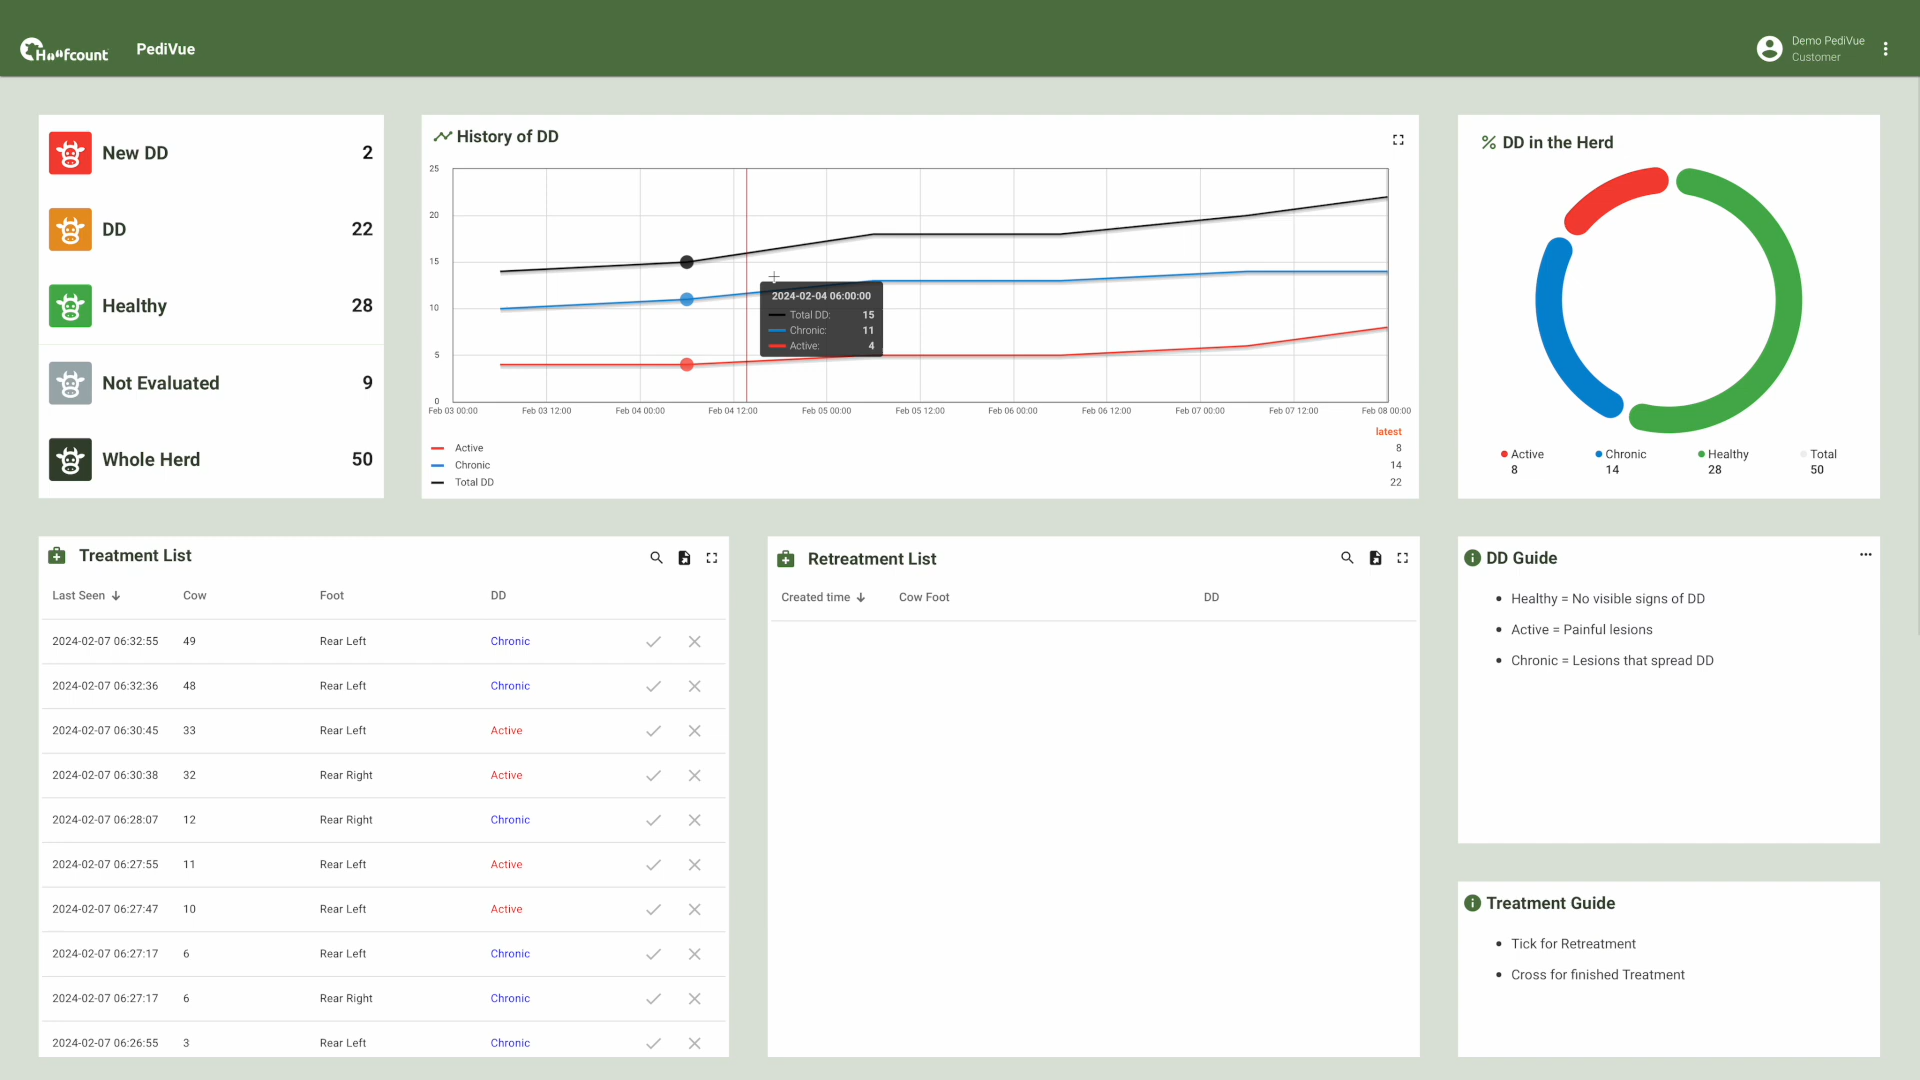 Hoofcount
PediVue
Demo PediVue
Customer
New DD 2
DD 22
Healthy 28
Not Evaluated 9
Whole Herd 50
History of DD
25
20
15
10
5
0
2024-02-04 06:00:00
Total DD: 15
Chronic: 11
Active: 4
Feb 03 00:00 Feb 03 12:00 Feb 04 00:00 Feb 04 12:00 Feb 05 00:00 Feb 05 12:00 Feb 06 00:00 Feb 06 12:00 Feb 07 00:00 Feb 07 12:00 Feb 08 00:00
latest
Active 8
Chronic 14
Total DD 22
% DD in the Herd
Active Chronic Healthy Total
8 14 28 50
Treatment List
Last Seen Cow Foot DD
2024-02-07 06:32:55 49 Rear Left Chronic
2024-02-07 06:32:36 48 Rear Left Chronic
2024-02-07 06:30:45 33 Rear Left Active
2024-02-07 06:30:38 32 Rear Right Active
2024-02-07 06:28:07 12 Rear Right Chronic
2024-02-07 06:27:55 11 Rear Left Active
2024-02-07 06:27:47 10 Rear Left Active
2024-02-07 06:27:17 6 Rear Left Chronic
2024-02-07 06:27:17 6 Rear Right Chronic
2024-02-07 06:26:55 3 Rear Left Chronic
Retreatment List
Created time Cow Foot DD
DD Guide
• Healthy = No visible signs of DD
• Active = Painful lesions
• Chronic = Lesions that spread DD
Treatment Guide
• Tick for Retreatment
• Cross for finished Treatment